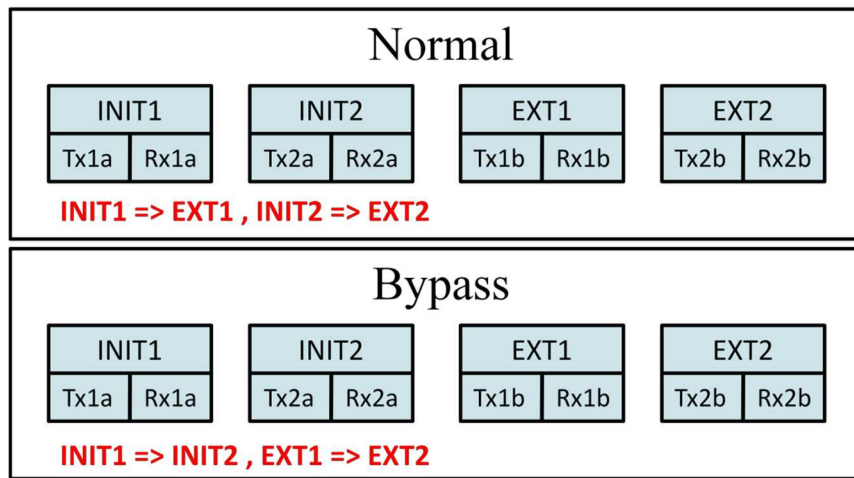 Normal
INIT1 INIT2 EXT1 EXT2
Tx1a Rx1a Tx2a Rx2a Tx1b Rx1b Tx2b Rx2b
INIT1 => EXT1 , INIT2 => EXT2
Bypass
INIT1 INIT2 EXT1 EXT2
Tx1a Rx1a Tx2a Rx2a Tx1b Rx1b Tx2b Rx2b
INIT1 => INIT2 , EXT1 => EXT2